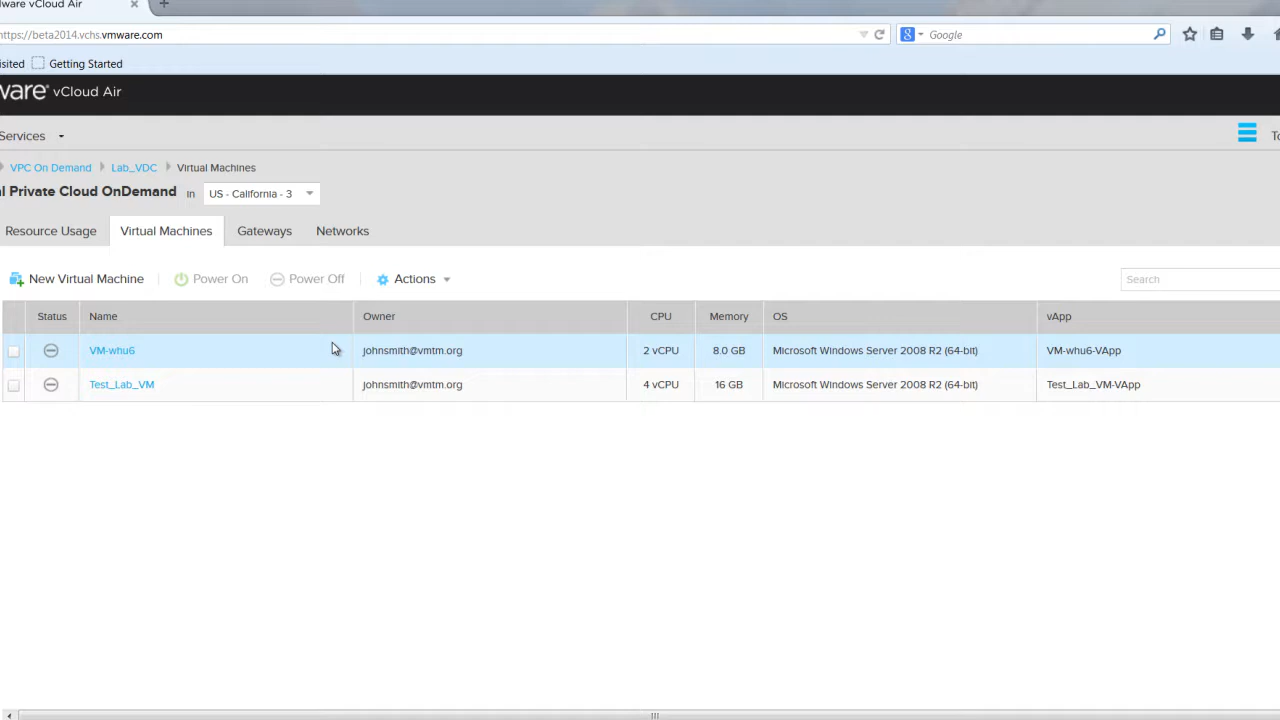 ware vCloud Air
https://beta2014.vchs.vmware.com
Google
isited Getting Started
ware® vCloud Air
Services
VPC On Demand Lab_VDC Virtual Machines
al Private Cloud OnDemand in US - California - 3
Resource Usage Virtual Machines Gateways Networks
New Virtual Machine Power On Power Off Actions Search
Status Name Owner CPU Memory OS vApp
VM-whu6 johnsmith@vmtm.org 2 vCPU 8.0 GB Microsoft Windows Server 2008 R2 (64-bit) VM-whu6-VApp
Test_Lab_VM johnsmith@vmtm.org 4 vCPU 16 GB Microsoft Windows Server 2008 R2 (64-bit) Test_Lab_VM-VApp